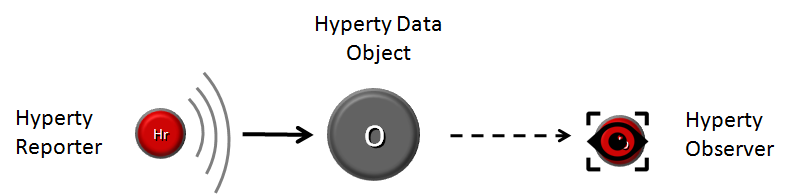 Hyperty Data
Object
Hyperty
Reporter
Hr
O
Hyperty
Observer